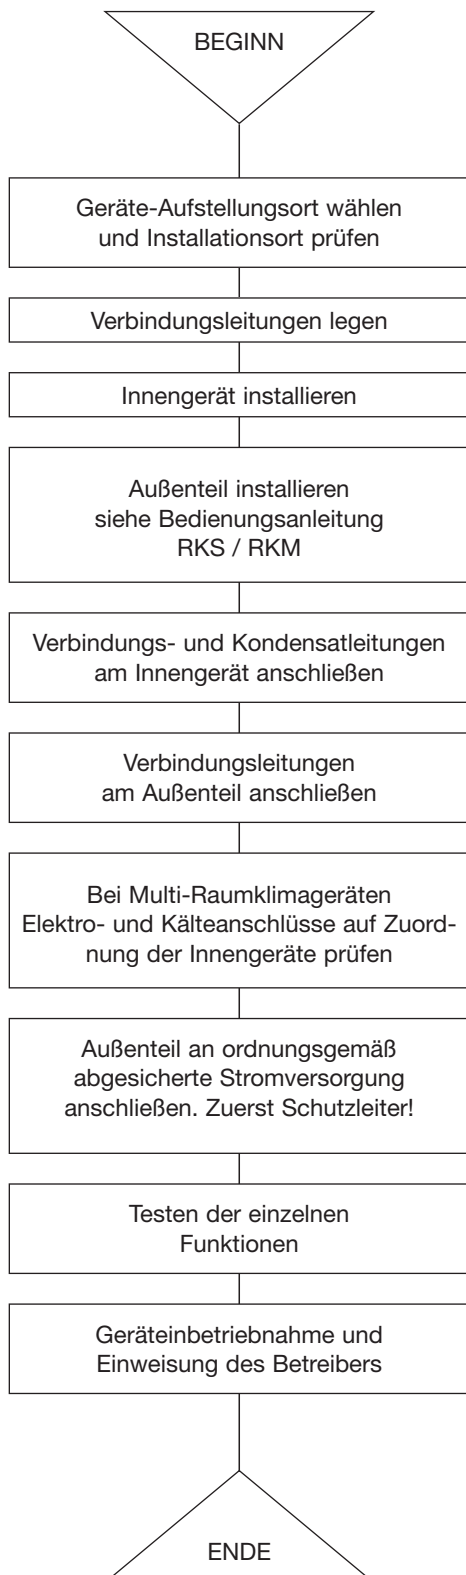 BEGINN
Geräte-Aufstellungsort wählen
und Installationsort prüfen
Verbindungsleitungen legen
Innengerät installieren
Außenteil installieren
siehe Bedienungsanleitung
RKS / RKM
Verbindungs- und Kondensatleitungen
am Innengerät anschließen
Verbindungsleitungen
am Außenteil anschließen
Bei Multi-Raumklimageräten
Elektro- und Kälteanschlüsse auf Zuord-
nung der Innengeräte prüfen
Außenteil an ordnungsgemäß
abgesicherte Stromversorgung
anschließen. Zuerst Schutzleiter!
Testen der einzelnen
Funktionen
Geräteinbetriebnahme und
Einweisung des Betreibers
ENDE